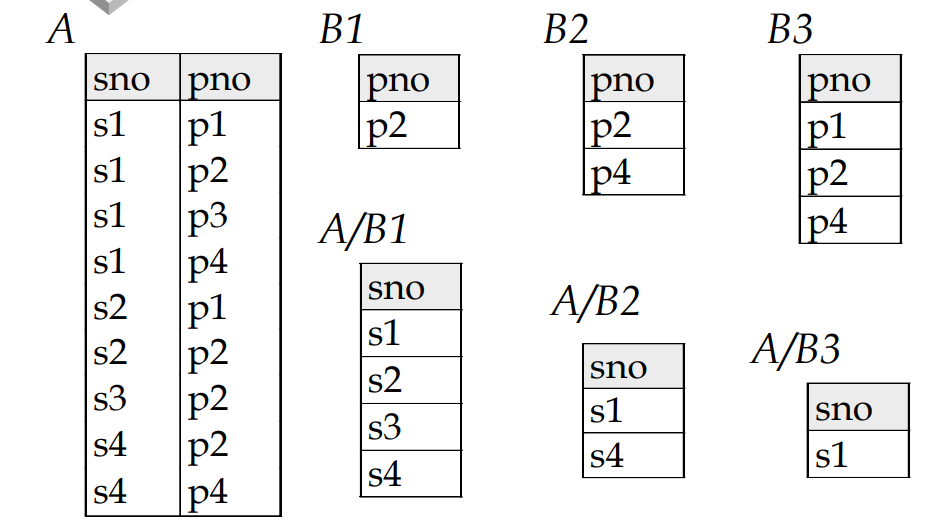 A
sno pno
s1 p1
s1 p2
s1 p3
s1 p4
s2 p1
s2 p2
s3 p2
s4 p2
s4 p4
B1
pno
p2
A/B1
sno
s1
s2
s3
s4
B2
pno
p2
p4
A/B2
sno
s1
s4
B3
pno
p1
p2
p4
A/B3
sno
s1